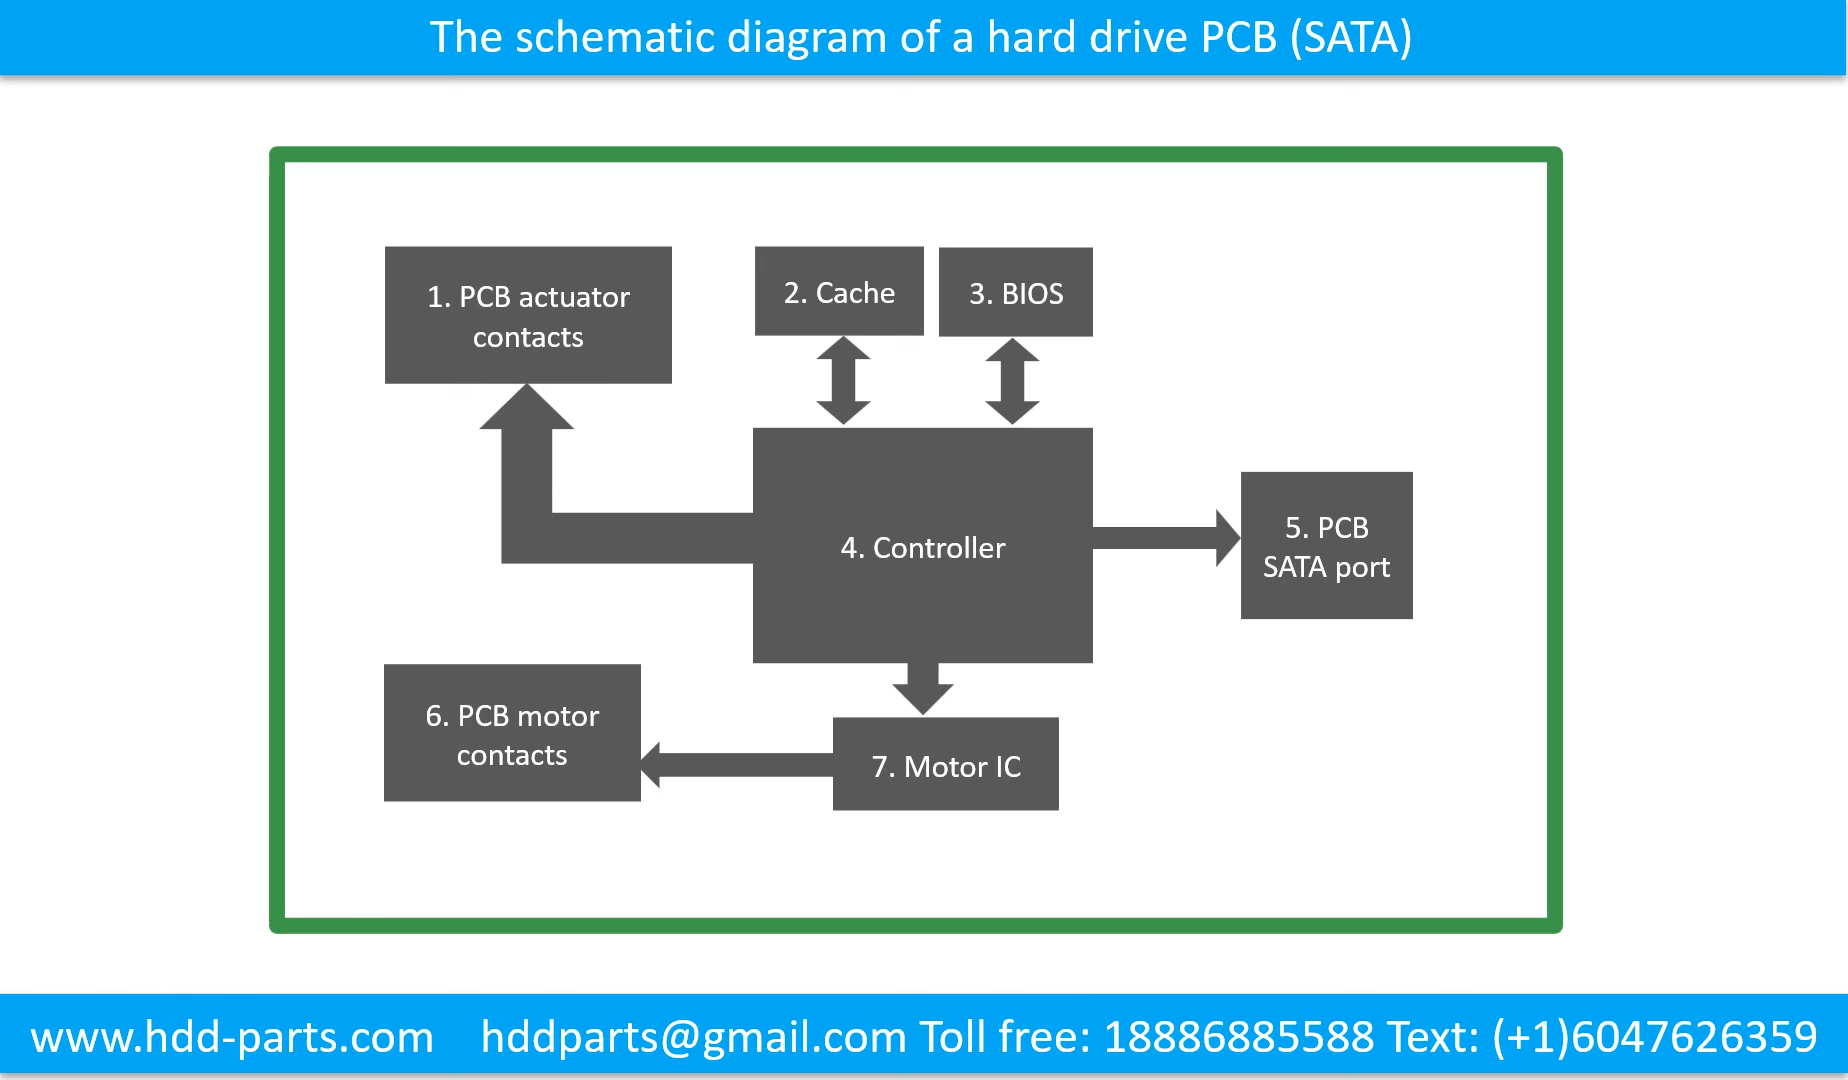 The schematic diagram of a hard drive PCB (SATA)
1. PCB actuator
contacts
2. Cache
3. BIOS
4. Controller
5. PCB
SATA port
6. PCB motor
contacts
7. Motor IC
www.hdd-parts.com hddparts@gmail.com Toll free: 18886885588 Text: (+1)6047626359